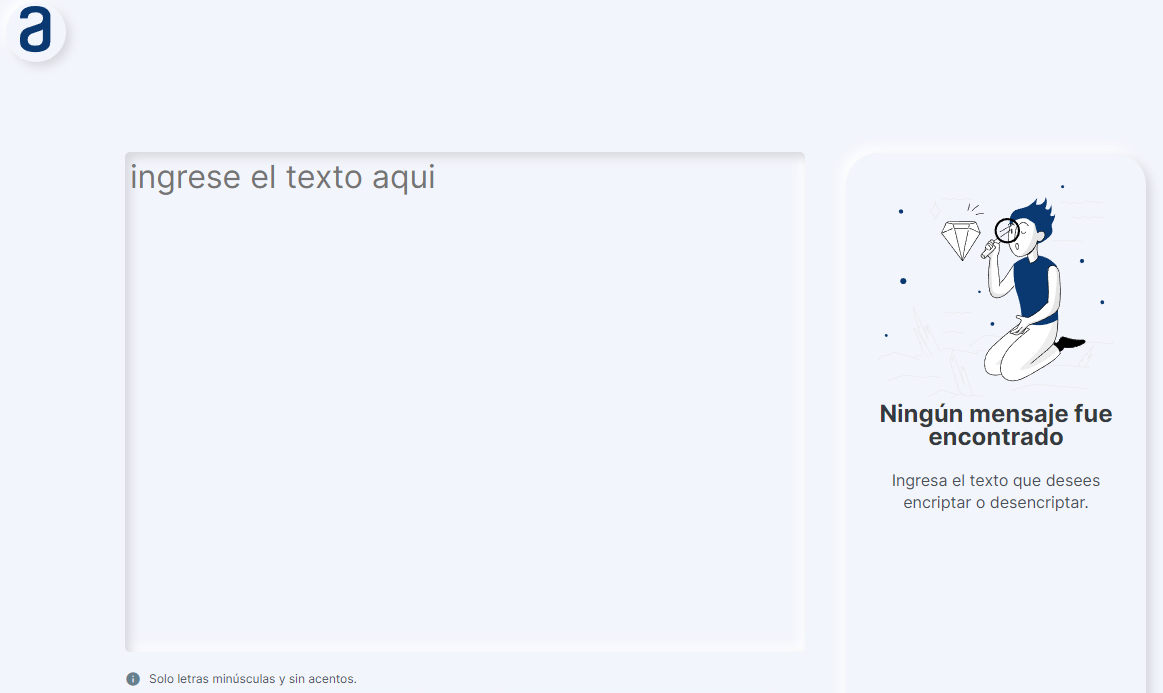 a
ingrese el texto aqui
Ningún mensaje fue
encontrado
Ingresa el texto que desees
encriptar o desencriptar.
Solo letras minúsculas y sin acentos.